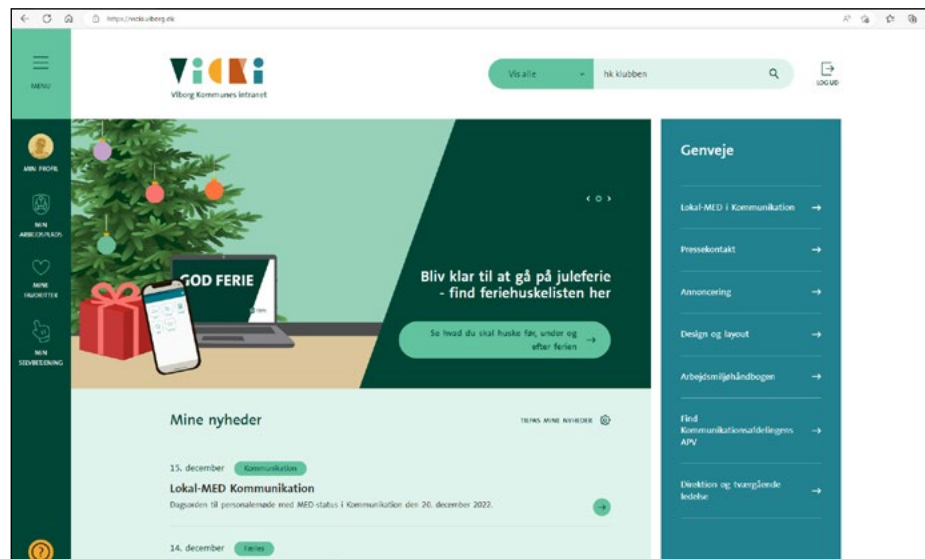 https://vicki.viborg.dk
MENU
Vicki
Viborg Kommunes intranet
Vis alle
hk klubben
LOG UD
MIN PROFIL
MIN
ARBEJDSPLADS
MINE
FAVORITTER
MIN
SELVBETJENING
GOD FERIE
Bliv klar til at gå på juleferie
- find feriehuskelisten her
Se hvad du skal huske før, under og
efter ferien
Genveje
Lokal-MED i Kommunikation
Pressekontakt
Annoncering
Design og layout
Arbejdsmiljøhåndbogen
Find
Kommunikationsafdelingens
APV
Direktion og tværgående
ledelse
Mine nyheder
TILPAS MINE NYHEDER
15. december Kommunikation
Lokal-MED Kommunikation
Dagsorden til personalemøde med MED-status i Kommunikation den 20. december 2022.
14. december Fælles